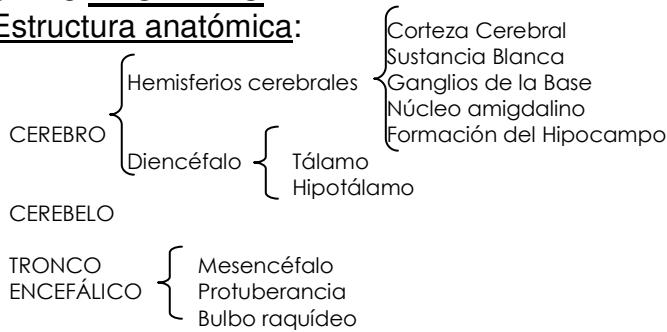 Estructura anatómica:
Corteza Cerebral
Sustancia Blanca
Hemisferios cerebrales
Ganglios de la Base
Núcleo amigdalino
Formación del Hipocampo
CEREBRO
Diencéfalo
Tálamo
Hipotálamo
CEREBELO
TRONCO ENCEFÁLICO
Mesencéfalo
Protuberancia
Bulbo raquídeo